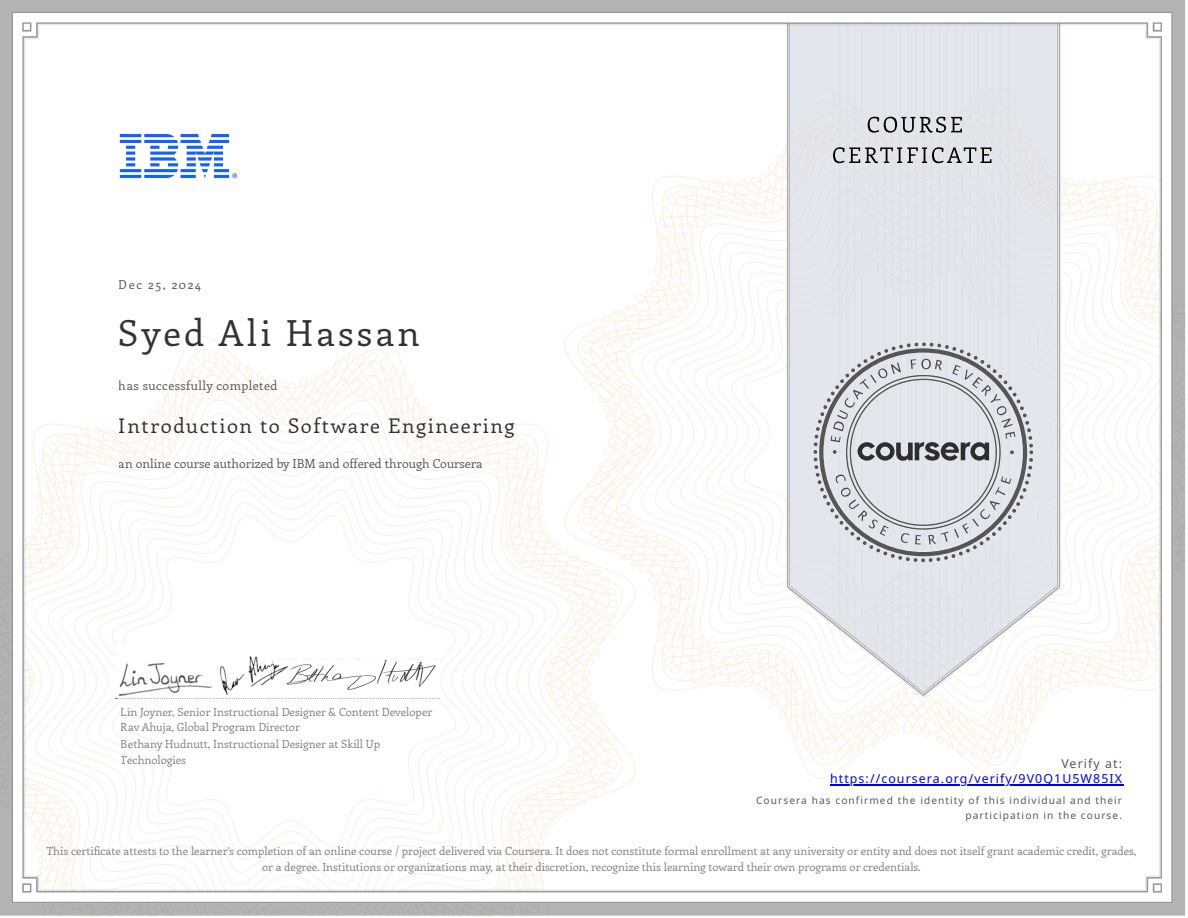 COURSE
CERTIFICATE
IBM®
Dec 25, 2024
Syed Ali Hassan
has successfully completed
Introduction to Software Engineering
an online course authorized by IBM and offered through Coursera
EDUCATION FOR EVERYONE
coursera
COURSE CERTIFICATE
Lin Joyner
Lin Joyner, Senior Instructional Designer & Content Developer
Rav Ahuja, Global Program Director
Bethany Hudnutt, Instructional Designer at Skill Up
Technologies
Verify at:
https://coursera.org/verify/9V0Q1U5W85IX
Coursera has confirmed the identity of this individual and their
participation in the course.
This certificate attests to the learner's completion of an online course / project delivered via Coursera. It does not constitute formal enrollment at any university or entity and does not itself grant academic credit, grades,
or a degree. Institutions or organizations may, at their discretion, recognize this learning toward their own programs or credentials.